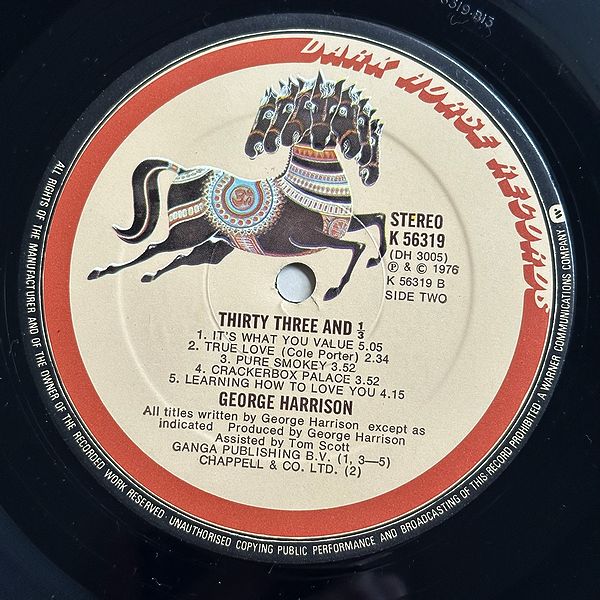 8319-B13
DARK HORSE RECORDS
STEREO
K 56319
(DH 3005)
℗ & © 1976
K 56319 B
SIDE TWO
THIRTY THREE AND 1/3
1. IT'S WHAT YOU VALUE 5.05
2. TRUE LOVE (Cole Porter) 2.34
3. PURE SMOKEY 3.52
4. CRACKERBOX PALACE 3.52
5. LEARNING HOW TO LOVE YOU 4.15
GEORGE HARRISON
All titles written by George Harrison except as
indicated Produced by George Harrison
Assisted by Tom Scott
GANGA PUBLISHING B.V. (1, 3—5)
CHAPPELL & CO. LTD. (2)
ALL RIGHTS OF THE MANUFACTURER AND OF THE OWNER OF THE RECORDED WORK RESERVED · UNAUTHORISED COPYING PUBLIC PERFORMANCE AND BROADCASTING OF THIS RECORD PROHIBITED · A WARNER COMMUNICATIONS COMPANY